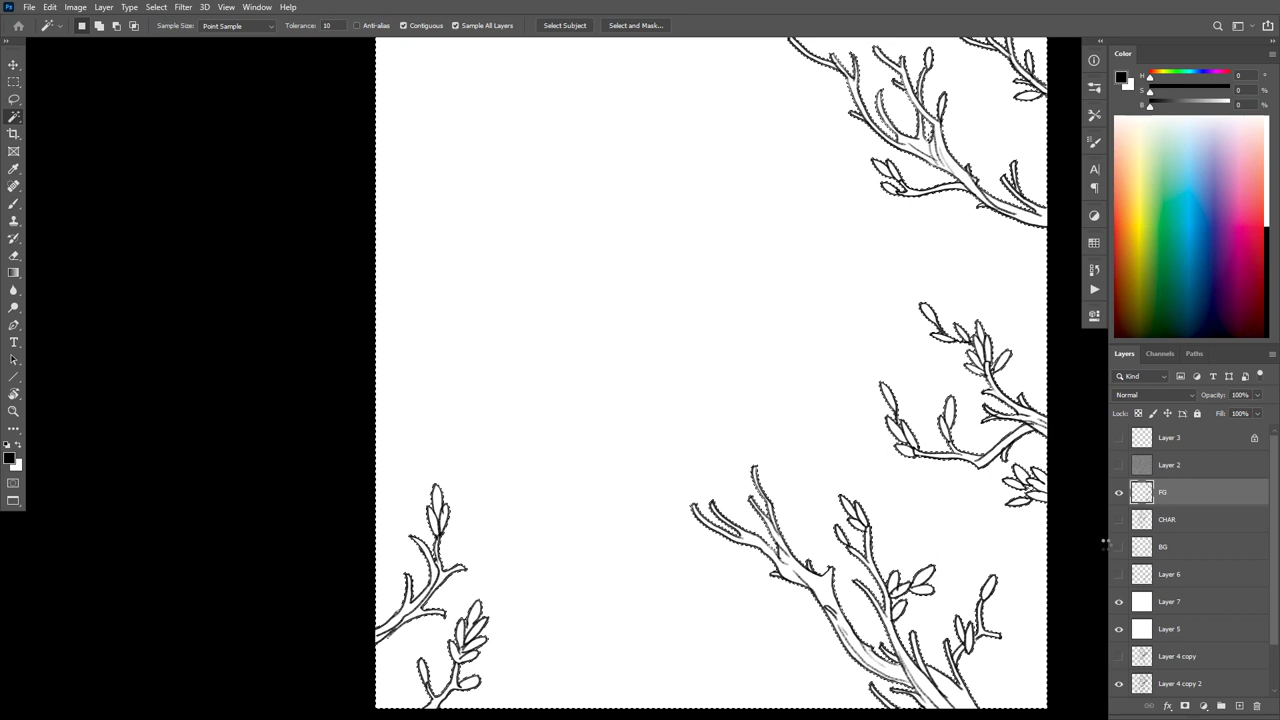 Ps File Edit Image Layer Type Select Filter 3D View Window Help
Sample Size: Point Sample Tolerance: 10 Anti-alias Contiguous Sample All Layers Select Subject Select and Mask...
Color
H 0 °
S 0 %
B 0 %
Layers Channels Paths
Kind
Normal Opacity: 100%
Lock: Fill: 100%
Layer 3
Layer 2
FG
CHAR
BG
Layer 6
Layer 7
Layer 5
Layer 4 copy
Layer 4 copy 2
fx